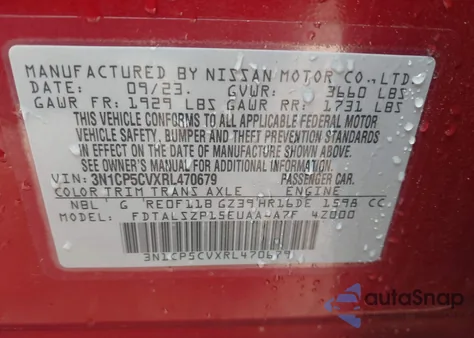 MANUFACTURED BY NISSAN MOTOR CO., LTD.
DATE: 09/23. GVWR: 3660 LBS
GAWR FR: 1929 LBS GAWR RR: 1731 LBS
THIS VEHICLE CONFORMS TO ALL APPLICABLE FEDERAL MOTOR
VEHICLE SAFETY, BUMPER AND THEFT PREVENTION STANDARDS
IN EFFECT ON THE DATE OF MANUFACTURE SHOWN ABOVE.
SEE OWNER'S MANUAL FOR ADDITIONAL INFORMATION
VIN: 3N1CP5CVXRL470679 PASSENGER CAR.
COLOR TRIM TRANS AXLE ENGINE
NBL G RE0F11B GZ39 HR16DE 1598 CC
MODEL: 42000
3N1CP5CVXRL470679
autoSnap